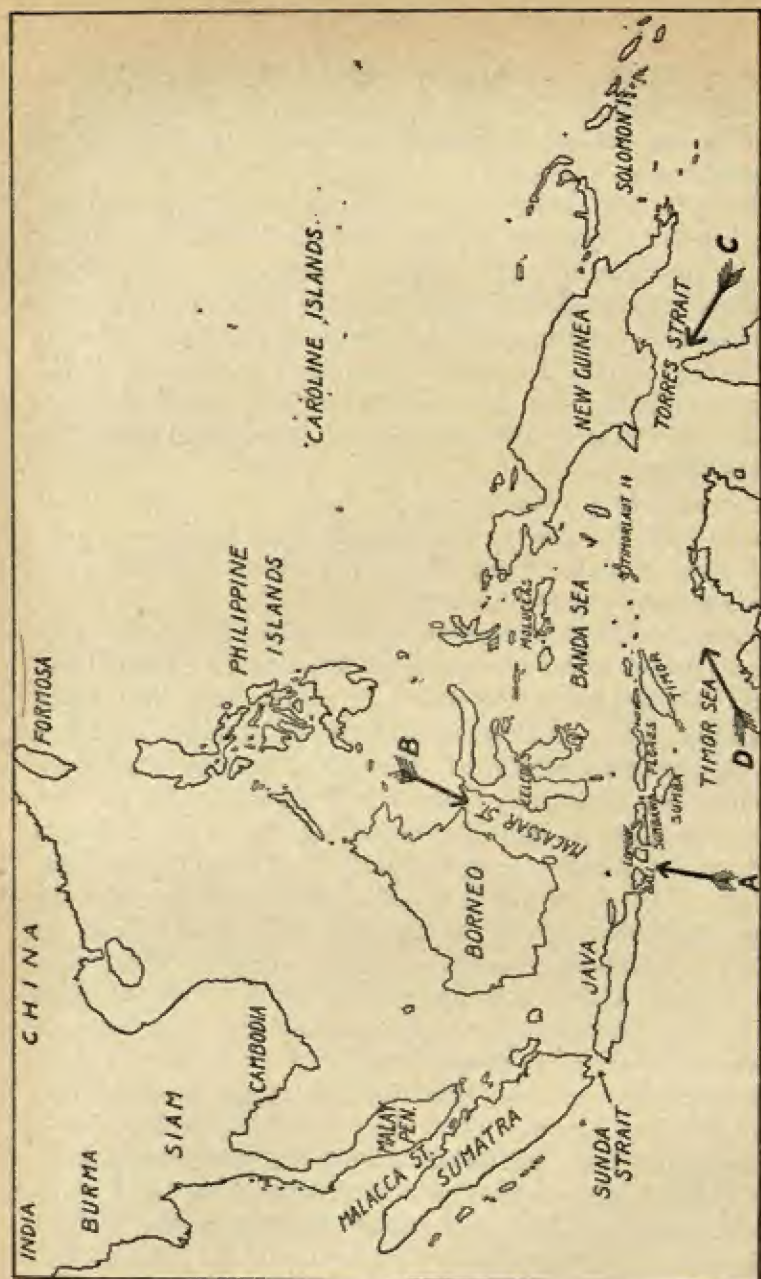 INDIA
CHINA
BURMA
SIAM
CAMBODIA
FORMOSA
PHILIPPINE
ISLANDS
CAROLINE ISLANDS
MALAY
PEN.
MALACCA ST.
SUMATRA
SUNDA
STRAIT
BORNEO
B
MACASSAR ST.
CELEBES
MOLUCCAS
BANDA SEA
JAVA
BALI
LOMBOK
SUMBAWA
FLORES
SUMBA
TIMOR
TIMORLAUT IS
TIMOR SEA
A
D
NEW GUINEA
SOLOMON IS
TORRES STRAIT
C